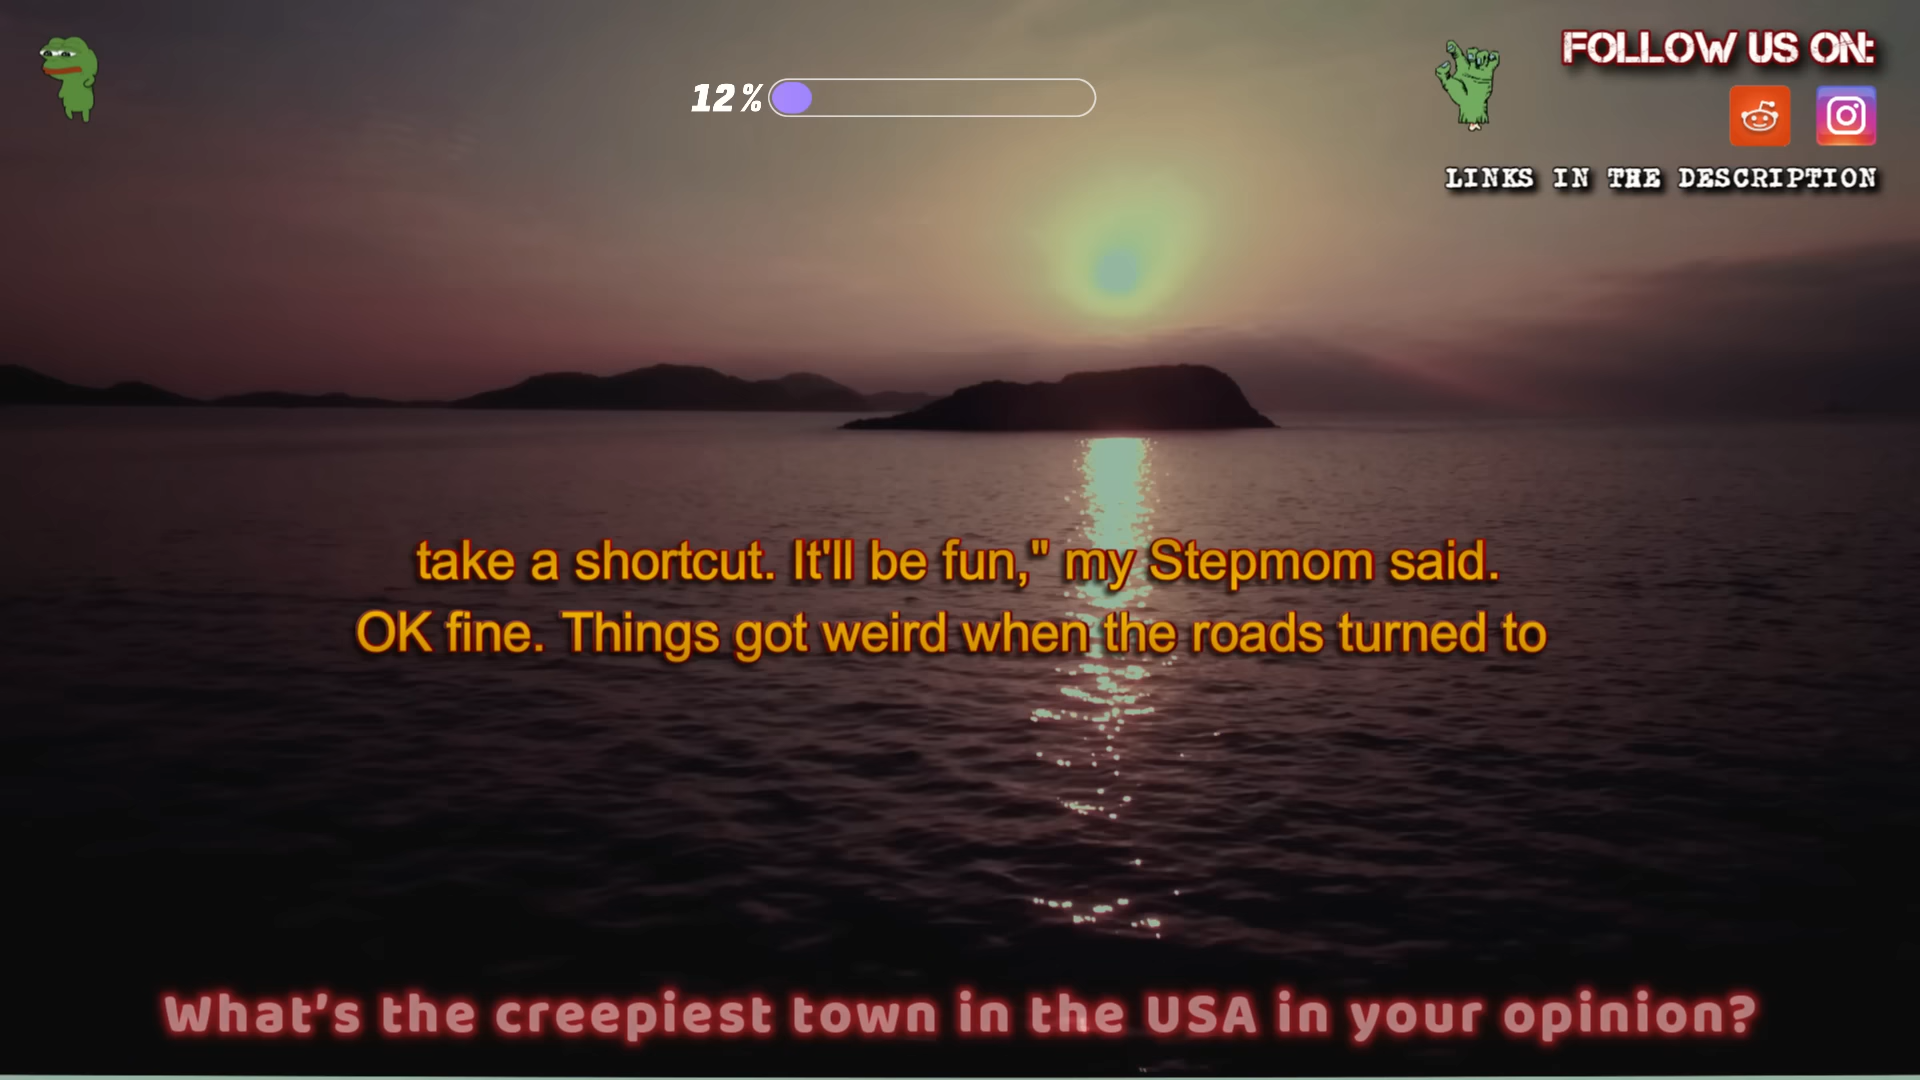 12%
FOLLOW US ON:
LINKS IN THE DESCRIPTION
take a shortcut. It'll be fun," my Stepmom said.
OK fine. Things got weird when the roads turned to
What's the creepiest town in the USA in your opinion?